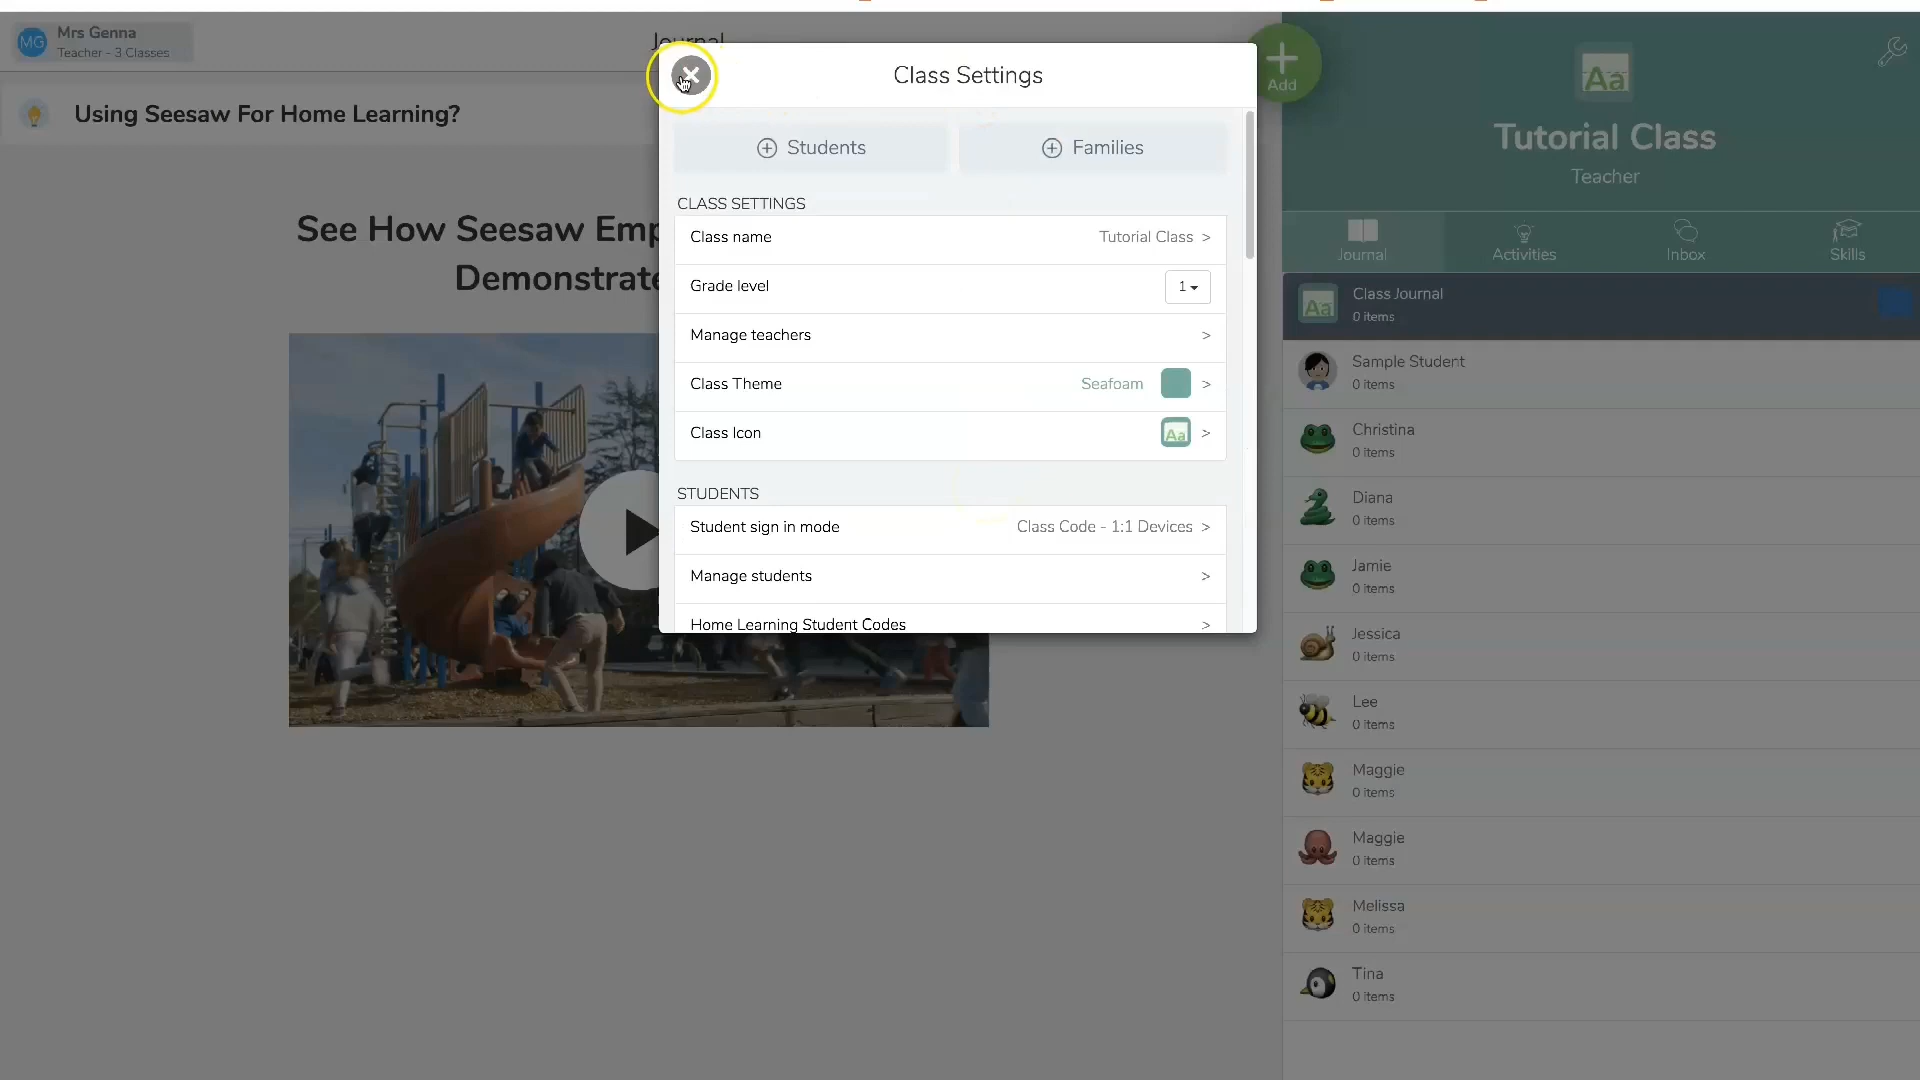 MG
Mrs Genna
Teacher - 3 Classes
Journal
Using Seesaw For Home Learning?
See How Seesaw Emp
Demonstrate
Class Settings
Students
Families
CLASS SETTINGS
Class name
Tutorial Class >
Grade level
1
Manage teachers
>
Class Theme
Seafoam >
Class Icon
Aa >
STUDENTS
Student sign in mode
Class Code - 1:1 Devices >
Manage students
>
Home Learning Student Codes
>
Add
Aa
Tutorial Class
Teacher
Journal
Activities
Inbox
Skills
Aa
Class Journal
0 items
Sample Student
0 items
Christina
0 items
Diana
0 items
Jamie
0 items
Jessica
0 items
Lee
0 items
Maggie
0 items
Maggie
0 items
Melissa
0 items
Tina
0 items